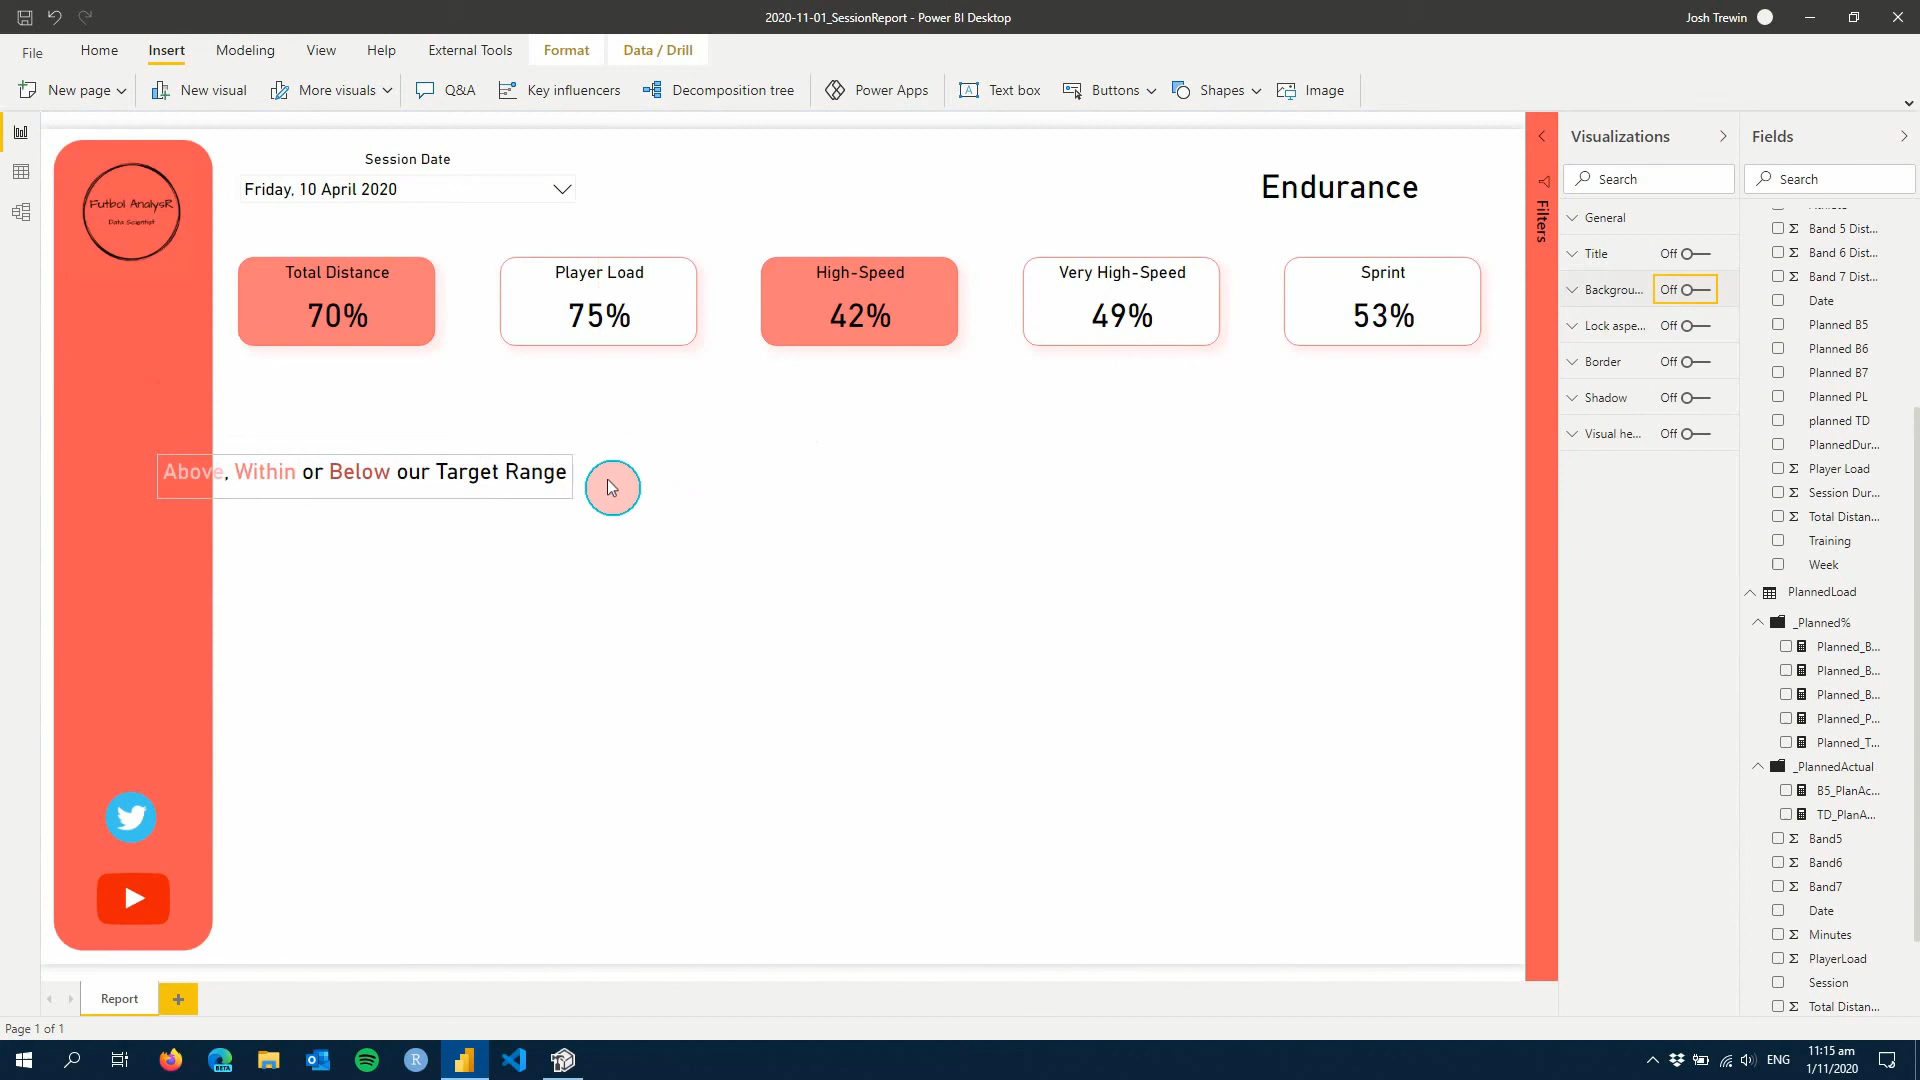 2020-11-01_SessionReport - Power BI Desktop
Josh Trewin
File
Home
Insert
Modeling
View
Help
External Tools
Format
Data / Drill
New page
New visual
More visuals
Q&A
Key influencers
Decomposition tree
Power Apps
Text box
Buttons
Shapes
Image
Futbol AnalysR
Data Scientist
Session Date
Friday, 10 April 2020
Endurance
Total Distance
70%
Player Load
75%
High-Speed
42%
Very High-Speed
49%
Sprint
53%
Above, Within or Below our Target Range
Filters
Visualizations
Search
General
Title Off
Backgrou... Off
Lock aspe... Off
Border Off
Shadow Off
Visual he... Off
Fields
Search
Band 5 Dist...
Band 6 Dist...
Band 7 Dist...
Date
Planned B5
Planned B6
Planned B7
Planned PL
planned TD
PlannedDur...
Player Load
Session Dur...
Total Distan...
Training
Week
PlannedLoad
_Planned%
Planned_B...
Planned_B...
Planned_B...
Planned_P...
Planned_T...
_PlannedActual
B5_PlanAc...
TD_PlanA...
Band5
Band6
Band7
Date
Minutes
PlayerLoad
Session
Total Distan...
Report
Page 1 of 1
BETA
R
ENG
11:15 am
1/11/2020